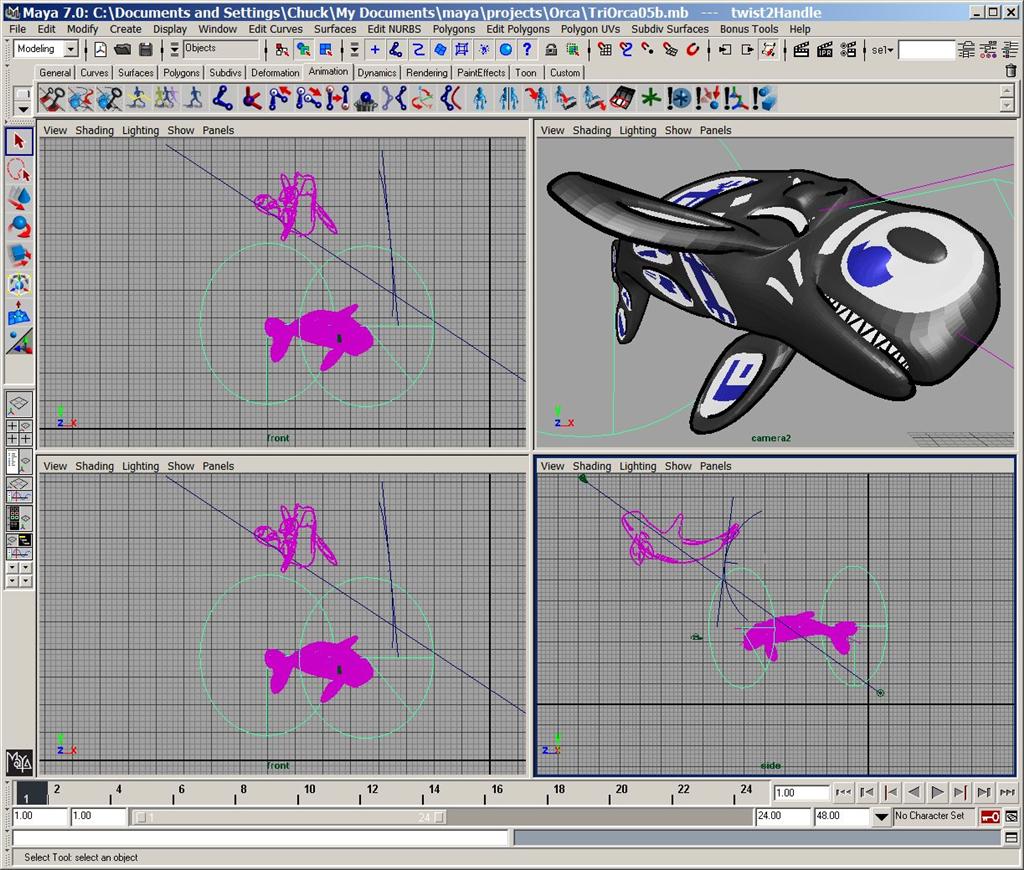 Maya 7.0: C:\Documents and Settings\Chuck\My Documents\maya\projects\Orca\TriOrca05b.mb --- twist2Handle
File Edit Modify Create Display Window Edit Curves Surfaces Edit NURBS Polygons Edit Polygons Polygon UVs Subdiv Surfaces Bonus Tools Help
Modeling Objects sel▾
General Curves Surfaces Polygons Subdivs Deformation Animation Dynamics Rendering PaintEffects Toon Custom
View Shading Lighting Show Panels
View Shading Lighting Show Panels
y
z x
front
y
z x
camera2
View Shading Lighting Show Panels
View Shading Lighting Show Panels
y
z x
front
y
z x
side
MAYA
1 2 4 6 8 10 12 14 16 18 20 22 24 1.00
1.00 1.00 1 24 24.00 48.00 No Character Set
Select Tool: select an object